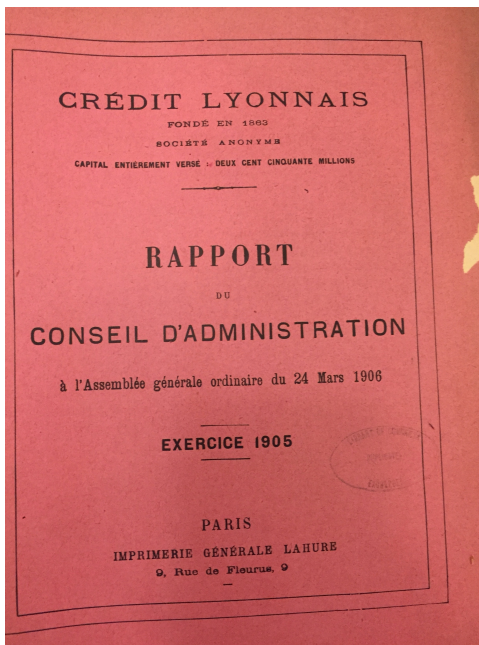 CRÉDIT LYONNAIS
FONDÉ EN 1863
SOCIÉTÉ ANONYME
CAPITAL ENTIÈREMENT VERSÉ : DEUX CENT CINQUANTE MILLIONS
RAPPORT
DU
CONSEIL D'ADMINISTRATION
à l'Assemblée générale ordinaire du 24 Mars 1906
EXERCICE 1905
PARIS
IMPRIMERIE GÉNÉRALE LAHURE
9, Rue de Fleurus, 9